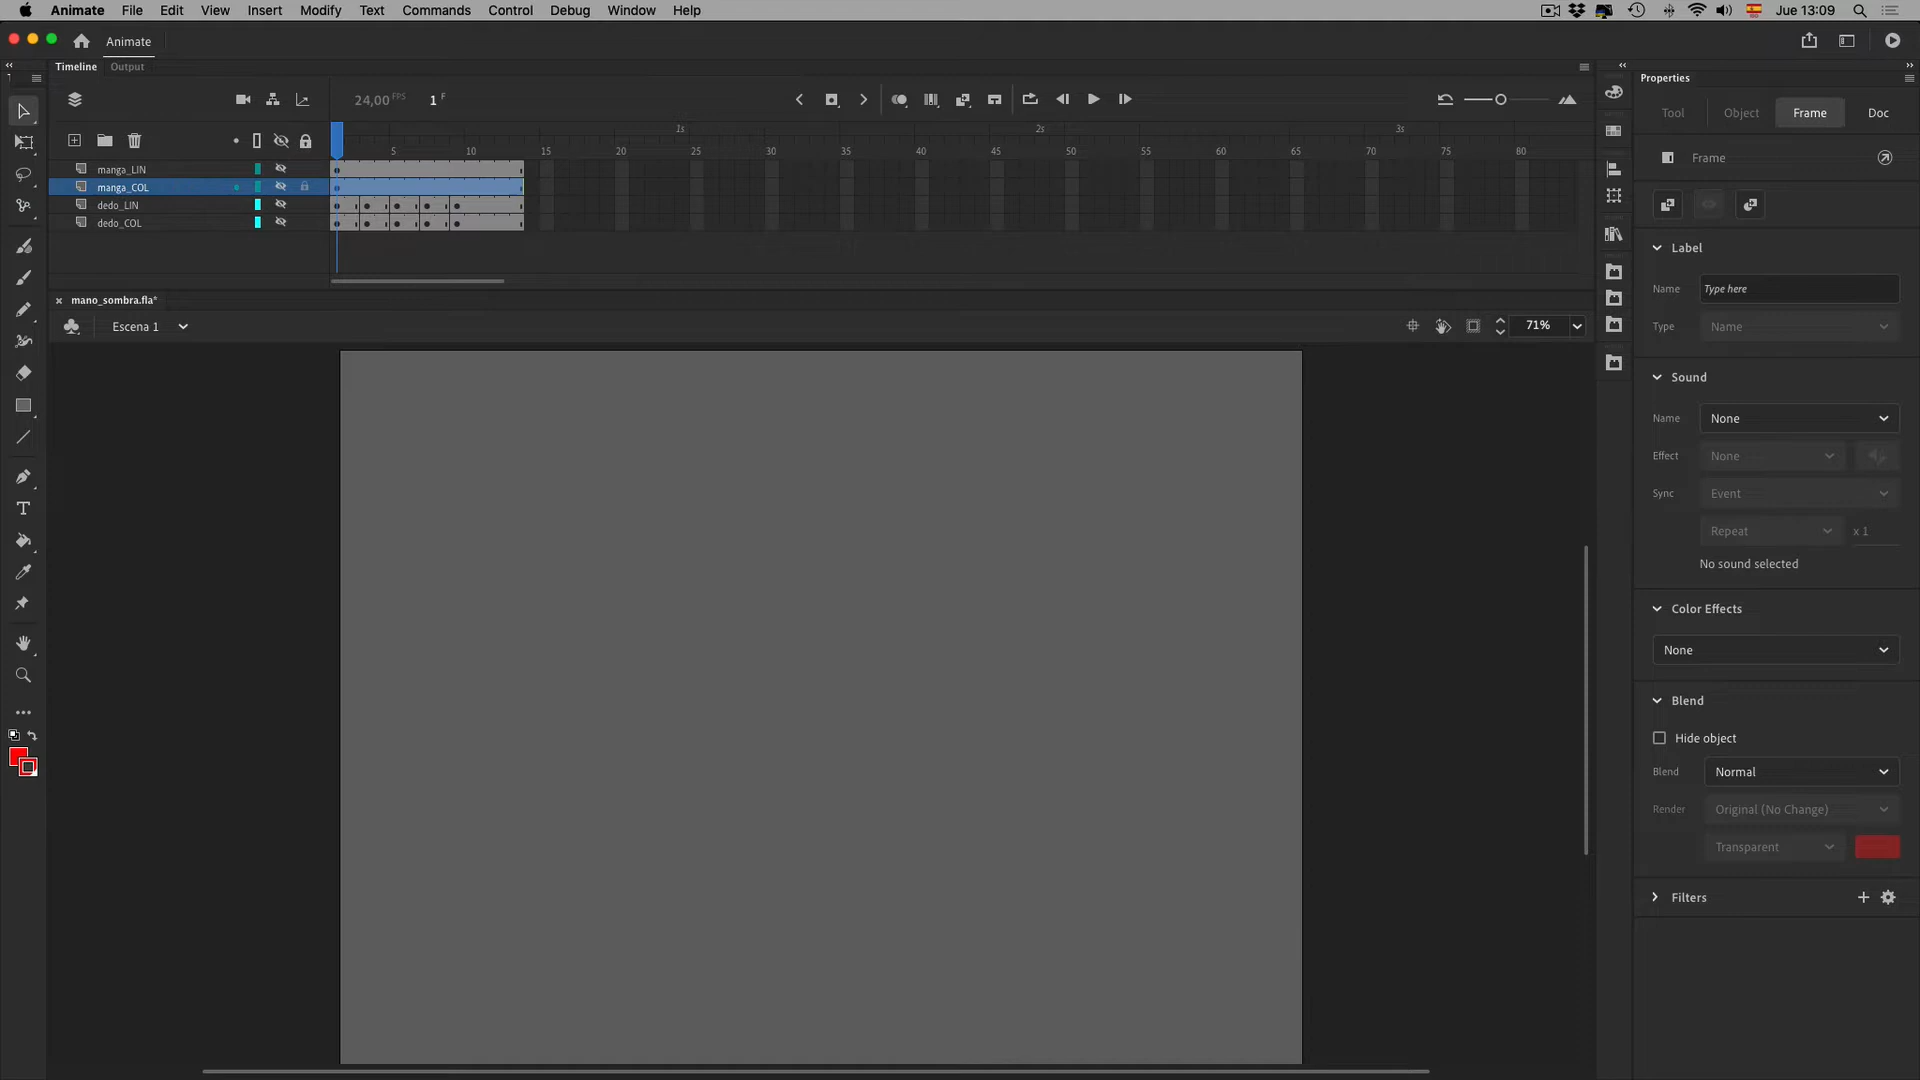 Animate File Edit View Insert Modify Text Commands Control Debug Window Help Jue 13:09
Animate
Timeline Output
Properties
24,00 FPS 1 F
Tool Object Frame Doc
1s 2s 3s
5 10 15 20 25 30 35 40 45 50 55 60 65 70 75 80
Frame
manga_LIN
manga_COL
dedo_LIN
dedo_COL
Label
Name Type here
mano_sombra.fla*
Escena 1 71%
Type Name
Sound
Name None
Effect None
Sync Event
Repeat x 1
No sound selected
Color Effects
None
Blend
Hide object
Blend Normal
Render Original (No Change)
Transparent
Filters